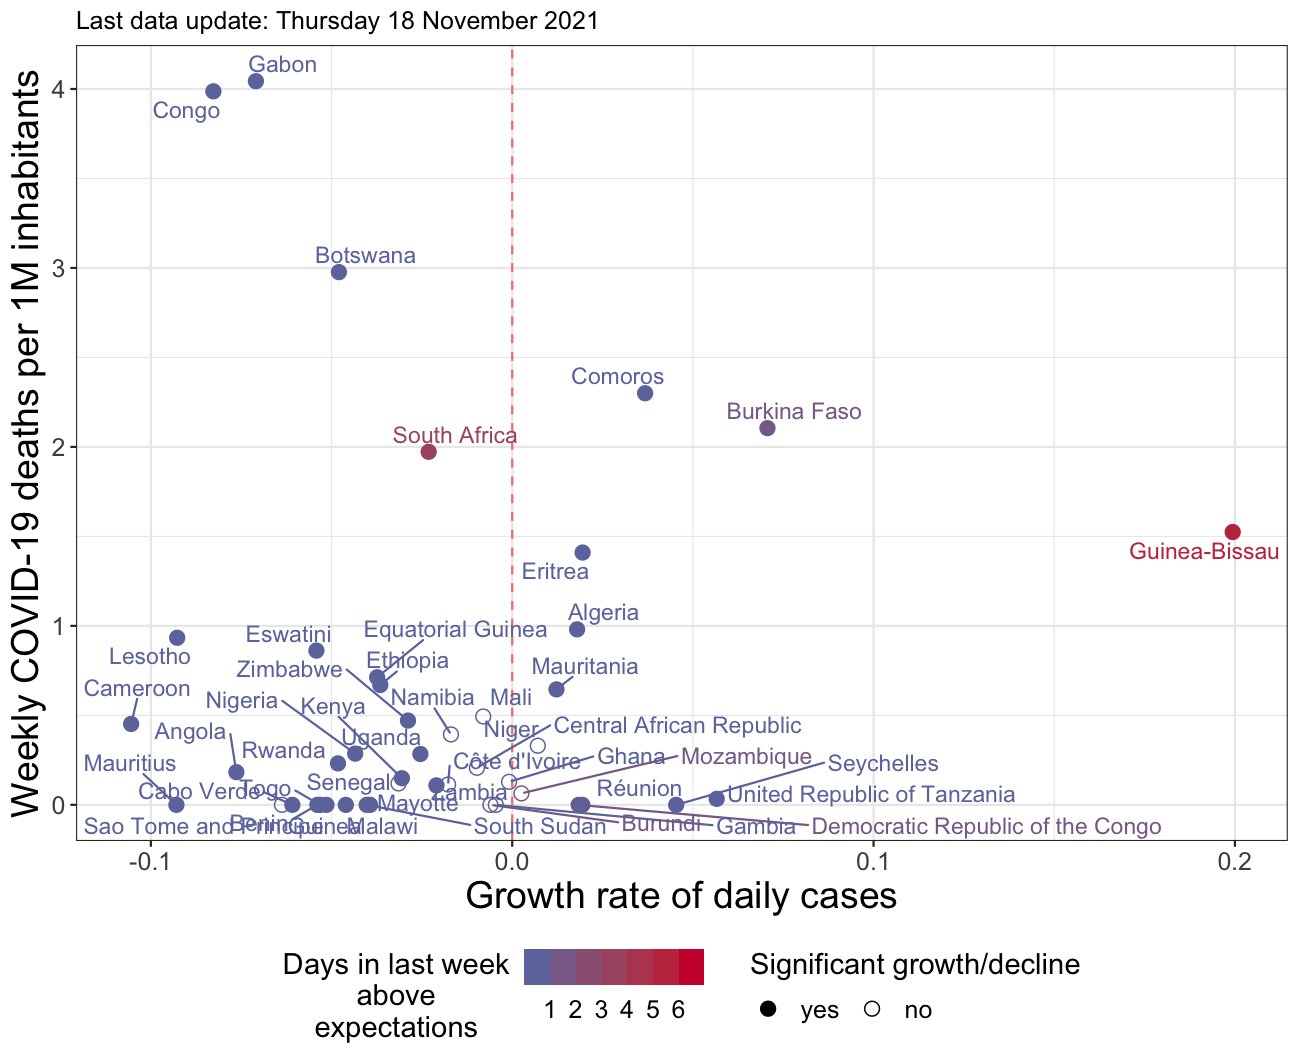 Last data update: Thursday 18 November 2021
Weekly COVID-19 deaths per 1M inhabitants
4
3
2
1
0
Gabon
Congo
Botswana
Comoros
Burkina Faso
South Africa
Guinea-Bissau
Eritrea
Algeria
Equatorial Guinea
Eswatini
Lesotho
Ethiopia
Zimbabwe
Mauritania
Cameroon
Namibia
Mali
Nigeria
Kenya
Central African Republic
Angola
Niger
Uganda
Rwanda
Côte d'Ivoire
Ghana
Mozambique
Mauritius
Seychelles
Senegal
Togo
Cabo Verde
Zambia
Réunion
United Republic of Tanzania
Mayotte
Sao Tome and Principe
Benin
Guinea
Malawi
South Sudan
Burundi
Gambia
Democratic Republic of the Congo
-0.1
0.0
0.1
0.2
Growth rate of daily cases
Days in last week
above
expectations
1 2 3 4 5 6
Significant growth/decline
yes
no